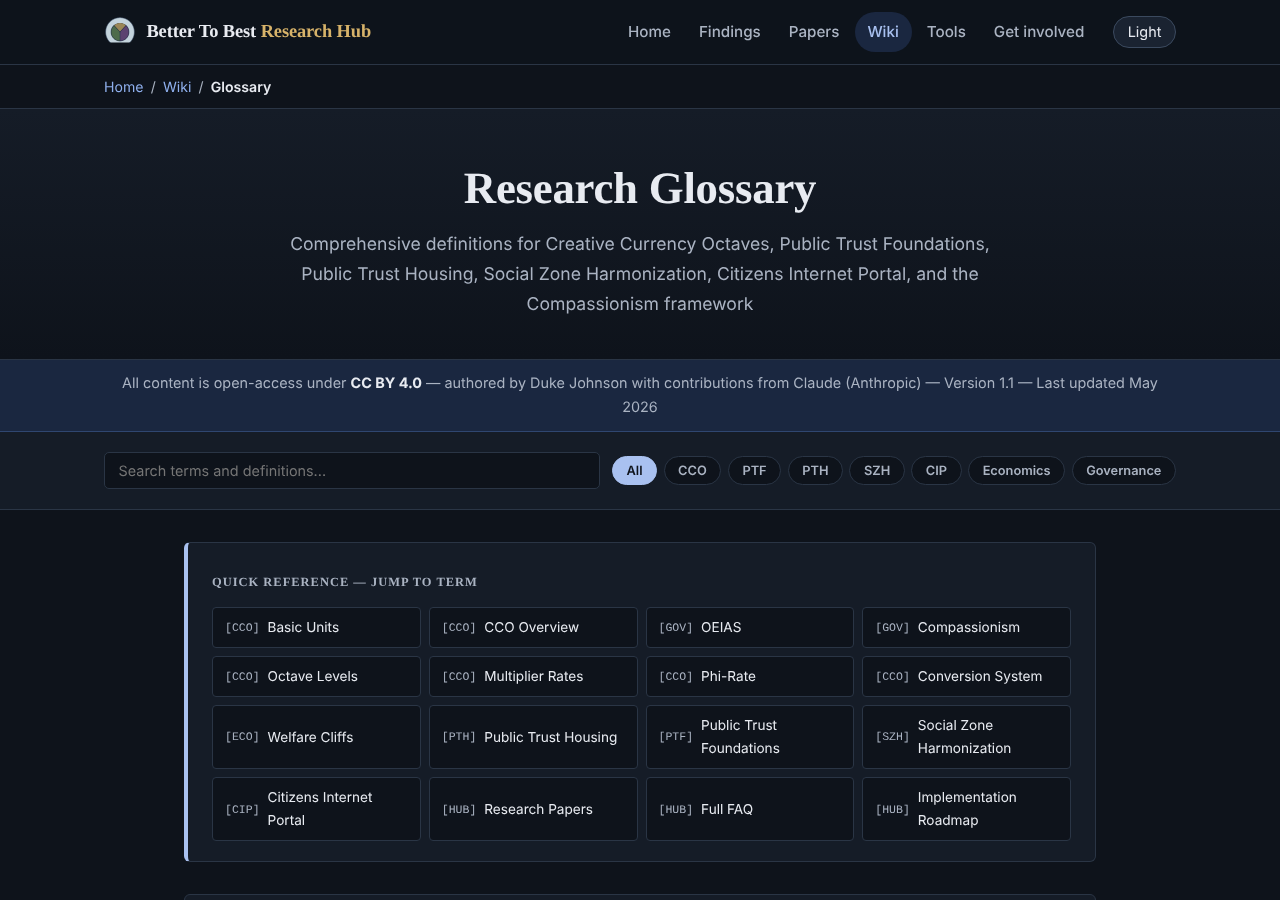 Better To Best Research Hub
Home Findings Papers Wiki Tools Get involved Light
Home / Wiki / Glossary
Research Glossary
Comprehensive definitions for Creative Currency Octaves, Public Trust Foundations,
Public Trust Housing, Social Zone Harmonization, Citizens Internet Portal, and the
Compassionism framework
All content is open-access under CC BY 4.0 — authored by Duke Johnson with contributions from Claude (Anthropic) — Version 1.1 — Last updated May
2026
Search terms and definitions...
All CCO PTF PTH SZH CIP Economics Governance
QUICK REFERENCE — JUMP TO TERM
[CCO] Basic Units
[CCO] CCO Overview
[GOV] OEIAS
[GOV] Compassionism
[CCO] Octave Levels
[CCO] Multiplier Rates
[CCO] Phi-Rate
[CCO] Conversion System
[ECO] Welfare Cliffs
[PTH] Public Trust Housing
[PTF] Public Trust
Foundations
[SZH] Social Zone
Harmonization
[CIP] Citizens Internet
Portal
[HUB] Research Papers
[HUB] Full FAQ
[HUB] Implementation
Roadmap